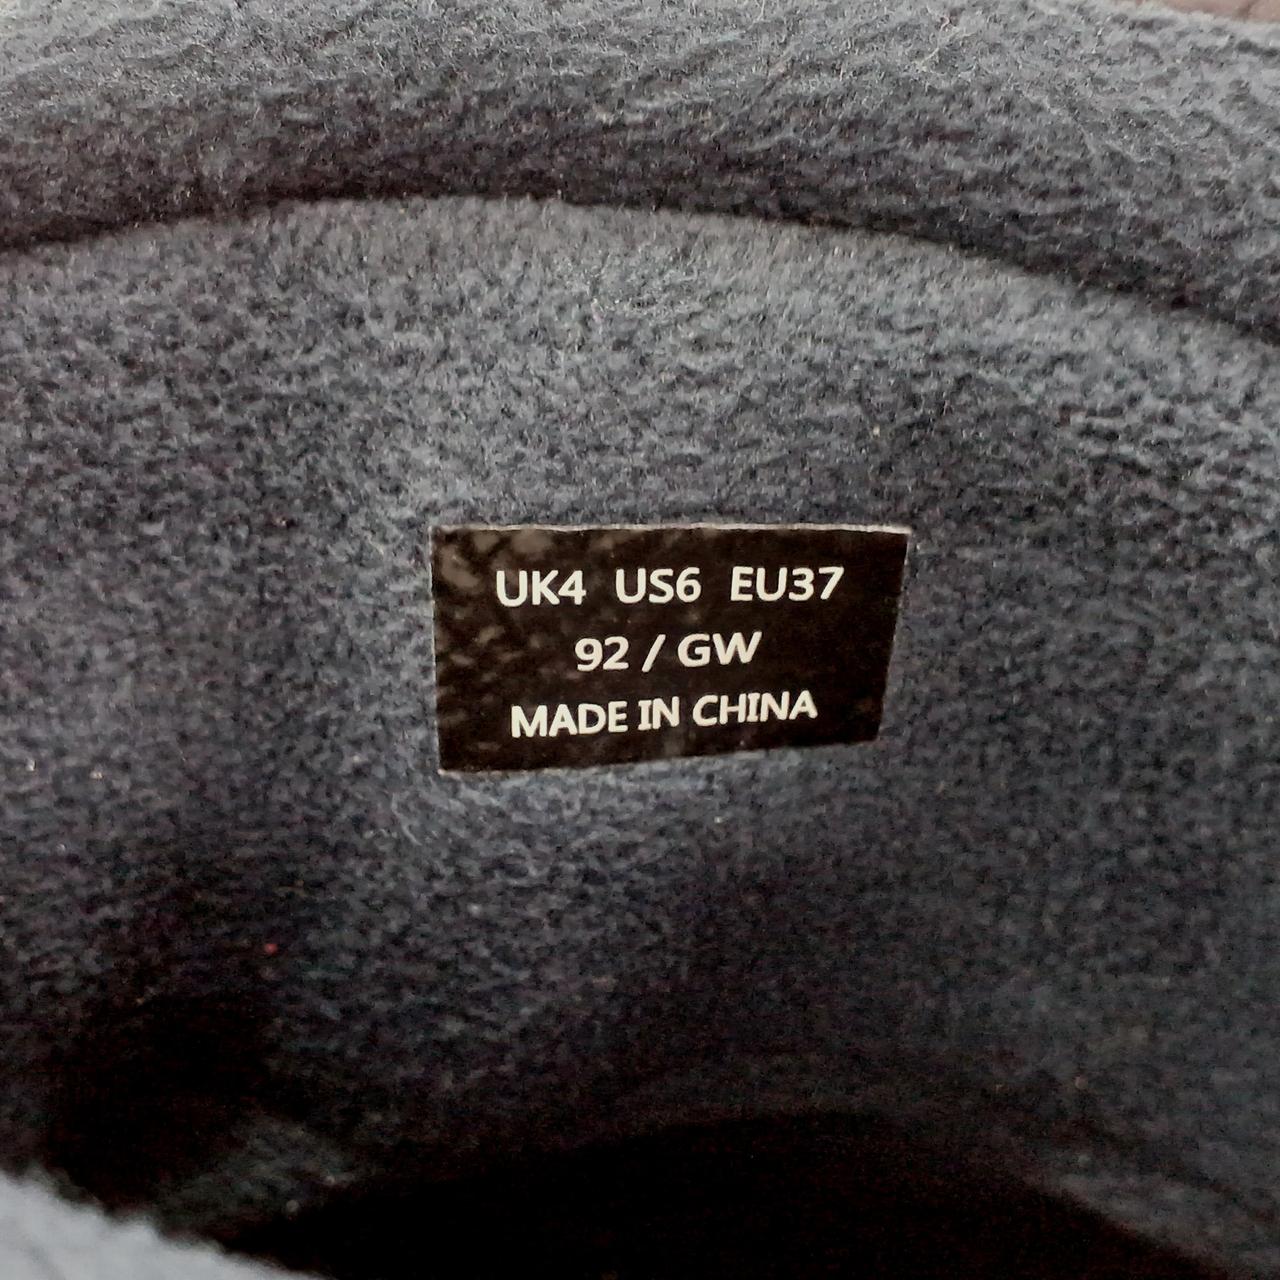 UK4 US6 EU37
92 / GW
MADE IN CHINA